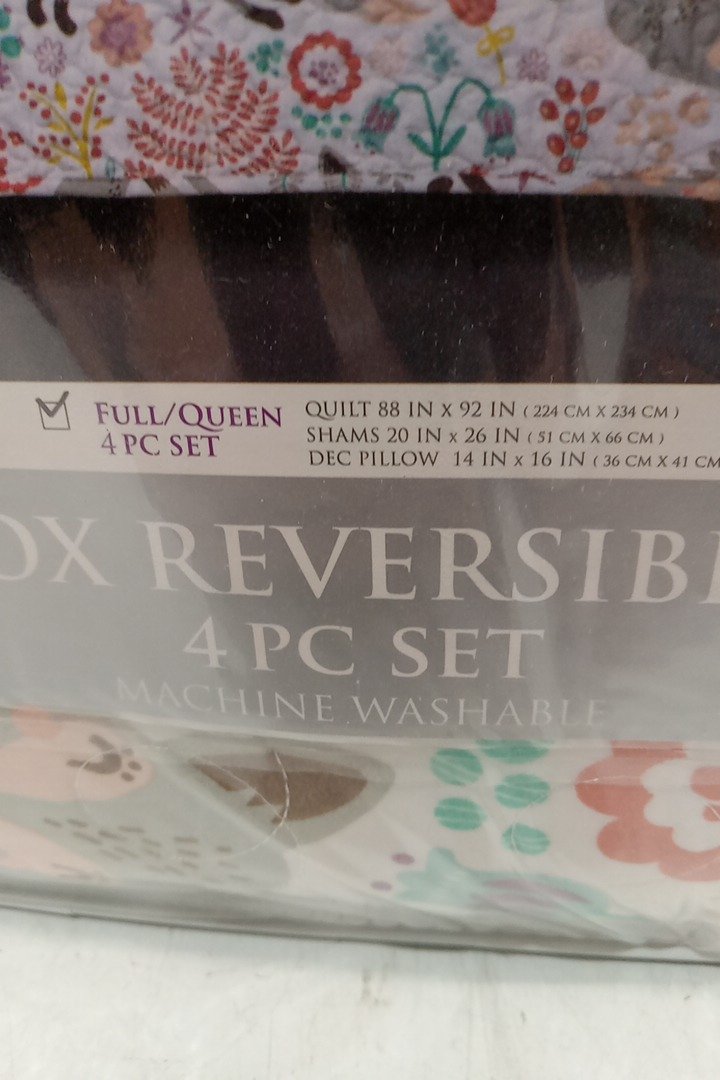 FULL/QUEEN
4 PC SET
QUILT 88 IN X 92 IN ( 224 CM X 234 CM )
SHAMS 20 IN x 26 IN ( 51 CM X 66 CM )
DEC PILLOW 14 IN x 16 IN ( 36 CM X 41 CM
OX REVERSIB
4 PC SET
MACHINE WASHABLE